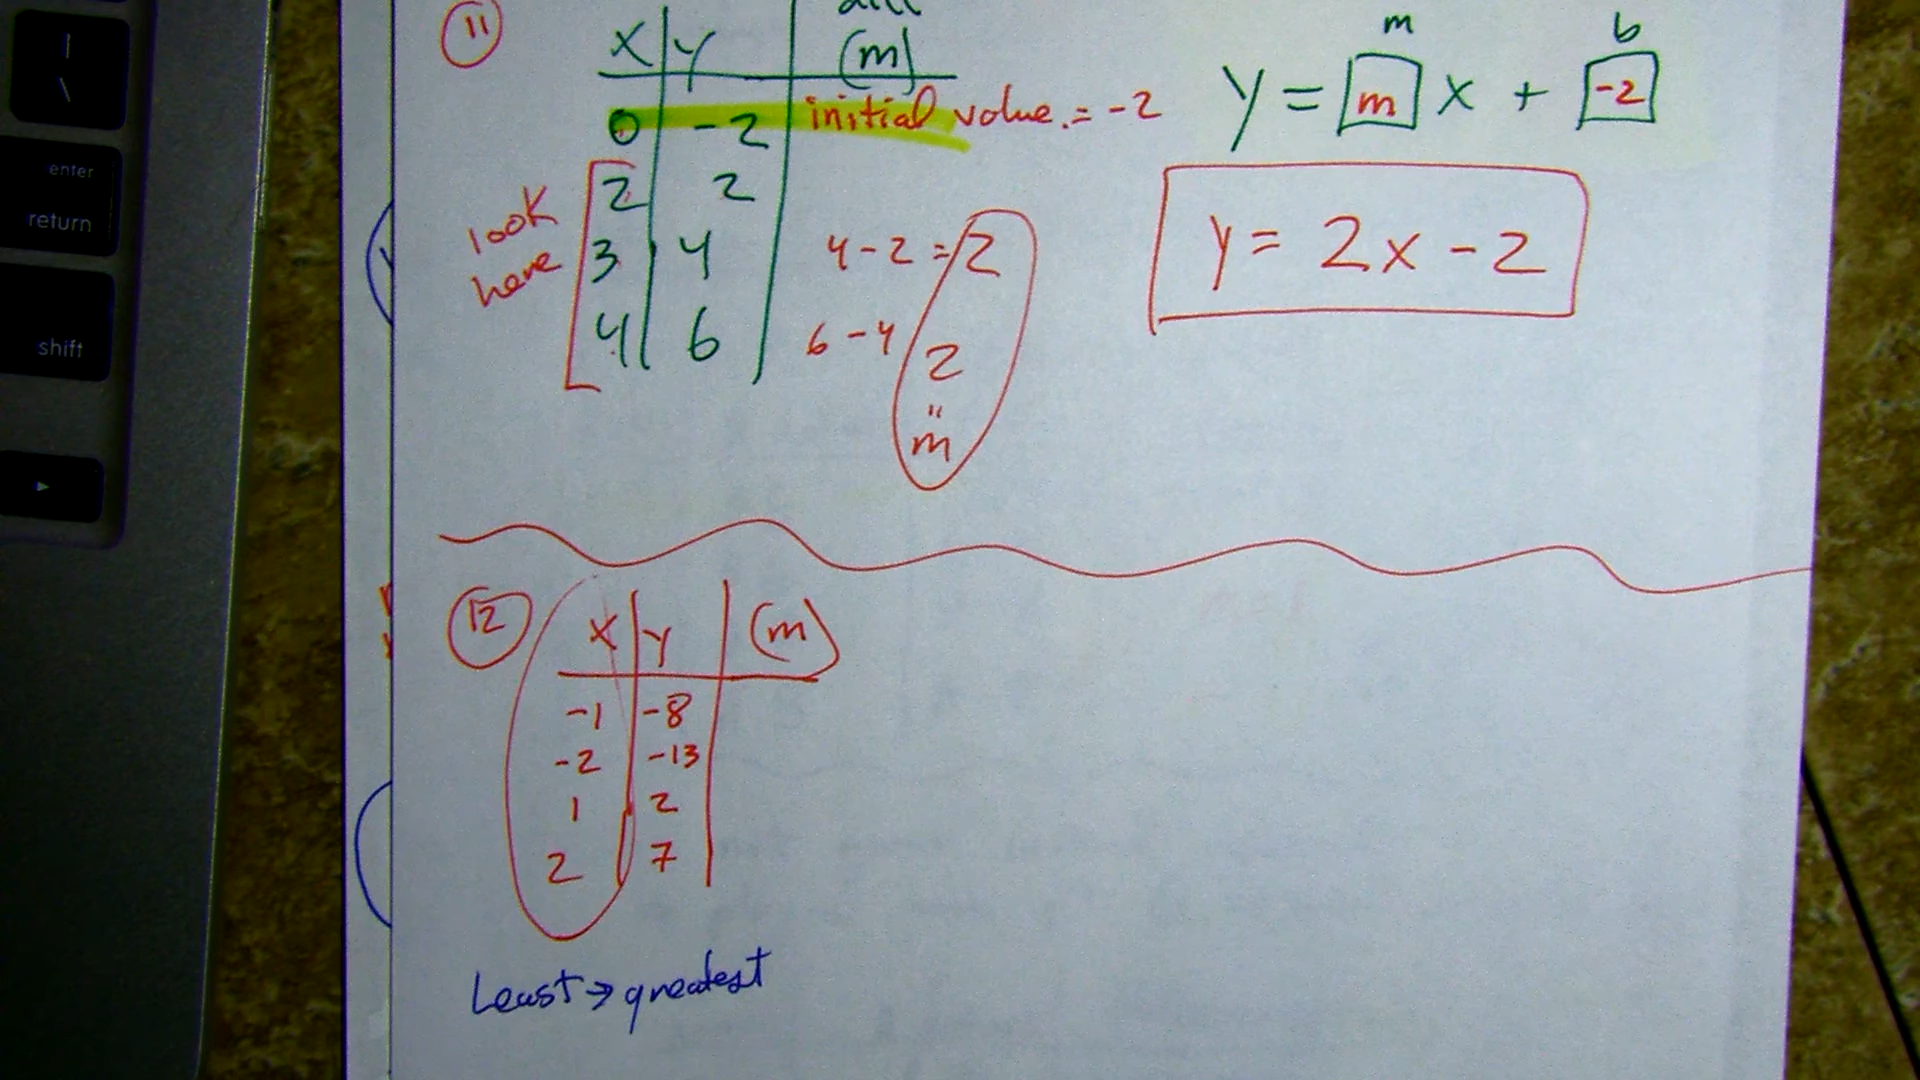 |
\
enter
return
shift
11
x y (m)
0 -2 initial value. = -2
2 2
3 4 4 - 2 = 2
4 6 6 - 4 2
"
m
look
here
m b
y = m x + -2
y = 2x - 2
12
x y (m)
-1 -8
-2 -13
1 2
2 7
Least → greatest